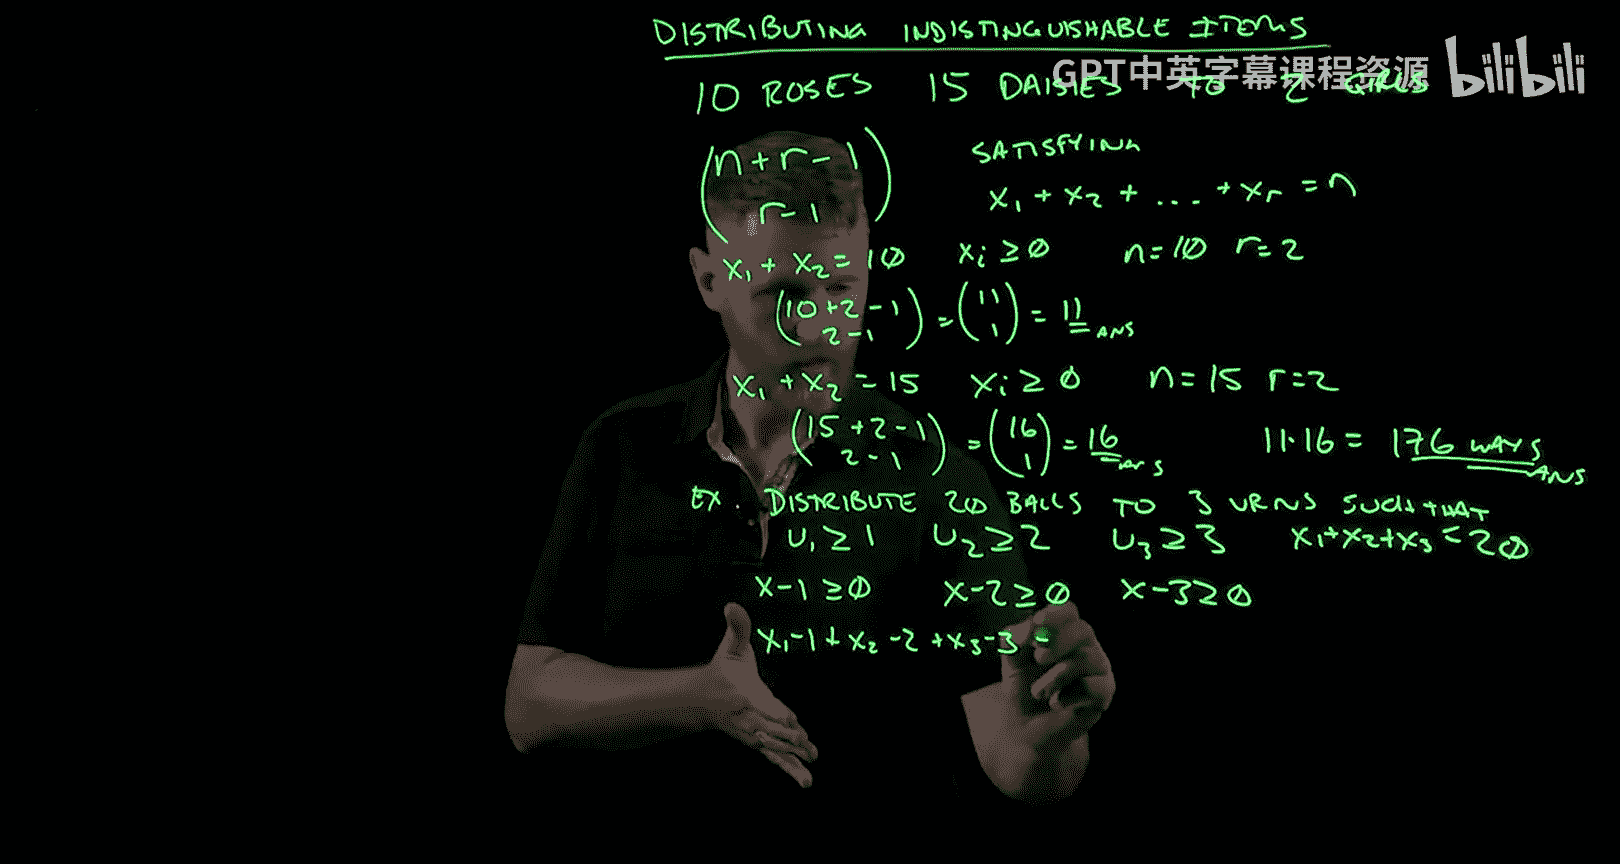 DISTRIBUTING INDISTINGUISHABLE ITEMS
GPT中英字幕课程资源 bilibili
10 ROSES 15 DAISIES TO 2 GIRLS
(n+r-1 r-1) SATISFYING
x₁ + x₂ + ... + xᵣ = n
x₁ + x₂ = 10 xᵢ ≥ 0 n=10 r=2
(10+2-1 2-1) = (11 1) = 11 ANS
x₁ + x₂ = 15 xᵢ ≥ 0 n=15 r=2
(15+2-1 2-1) = (16 1) = 16 ANS 11·16 = 176 WAYS ANS
EX. DISTRIBUTE 20 BALLS TO 3 URNS SUCH THAT
U₁ ≥ 1 U₂ ≥ 2 U₃ ≥ 3 x₁+x₂+x₃ = 20
x-1 ≥ 0 x-2 ≥ 0 x-3 ≥ 0
x₁-1 + x₂-2 + x₃-3 =